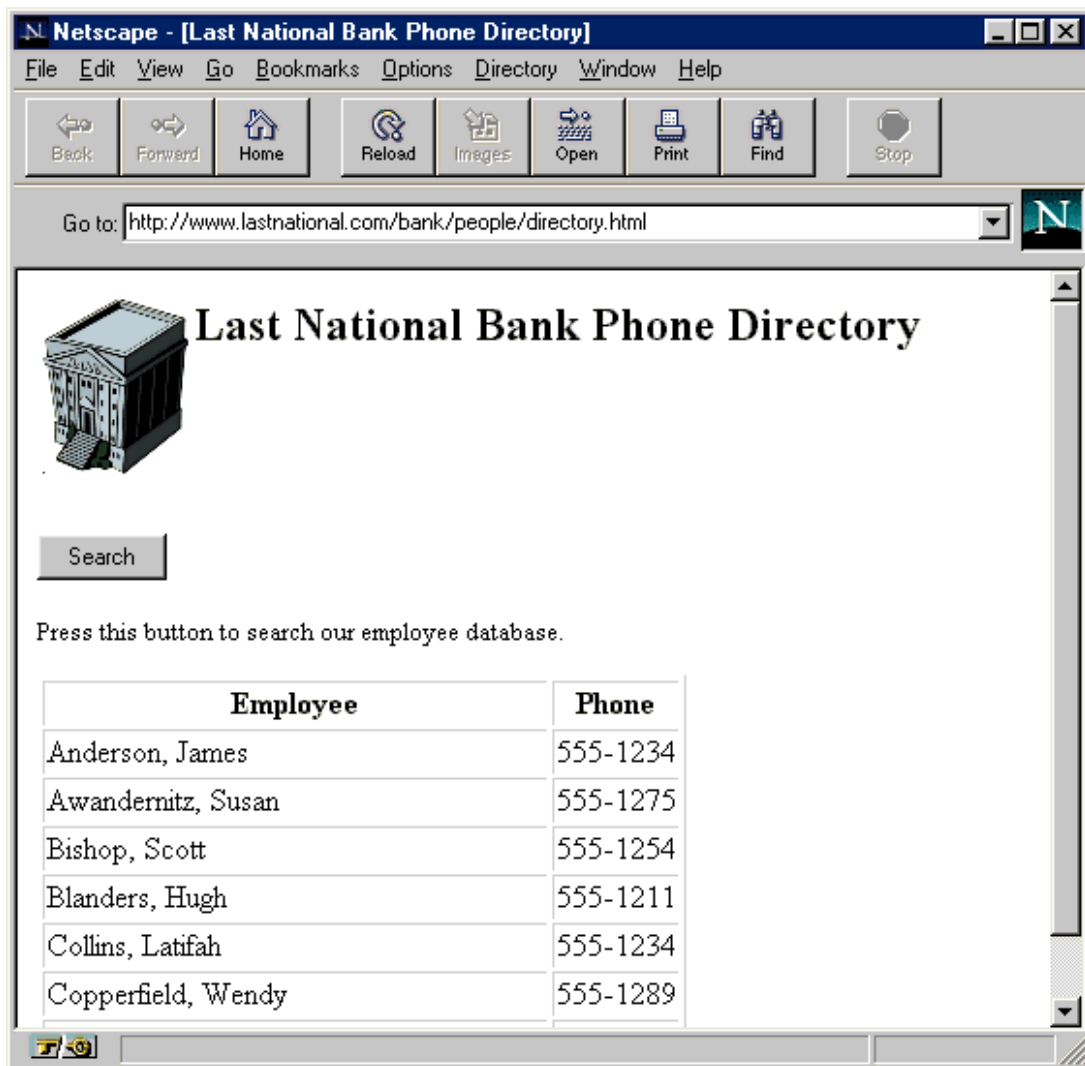 Netscape - [Last National Bank Phone Directory]
File Edit View Go Bookmarks Options Directory Window Help
Back Forward Home Reload Images Open Print Find Stop
Go to: http://www.lastnational.com/bank/people/directory.html
N
Last National Bank Phone Directory
Search
Press this button to search our employee database.
Employee Phone
Anderson, James 555-1234
Awandernitz, Susan 555-1275
Bishop, Scott 555-1254
Blanders, Hugh 555-1211
Collins, Latifah 555-1234
Copperfield, Wendy 555-1289